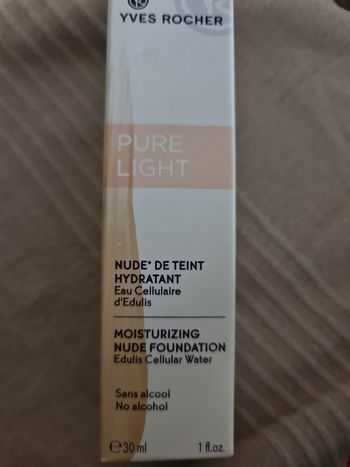 YVES ROCHER
PURE
LIGHT
NUDE* DE TEINT
HYDRATANT
Eau Cellulaire
d'Edulis
MOISTURIZING
NUDE FOUNDATION
Edulis Cellular Water
Sans alcool
No alcohol
℮30 ml 1 fl.oz.